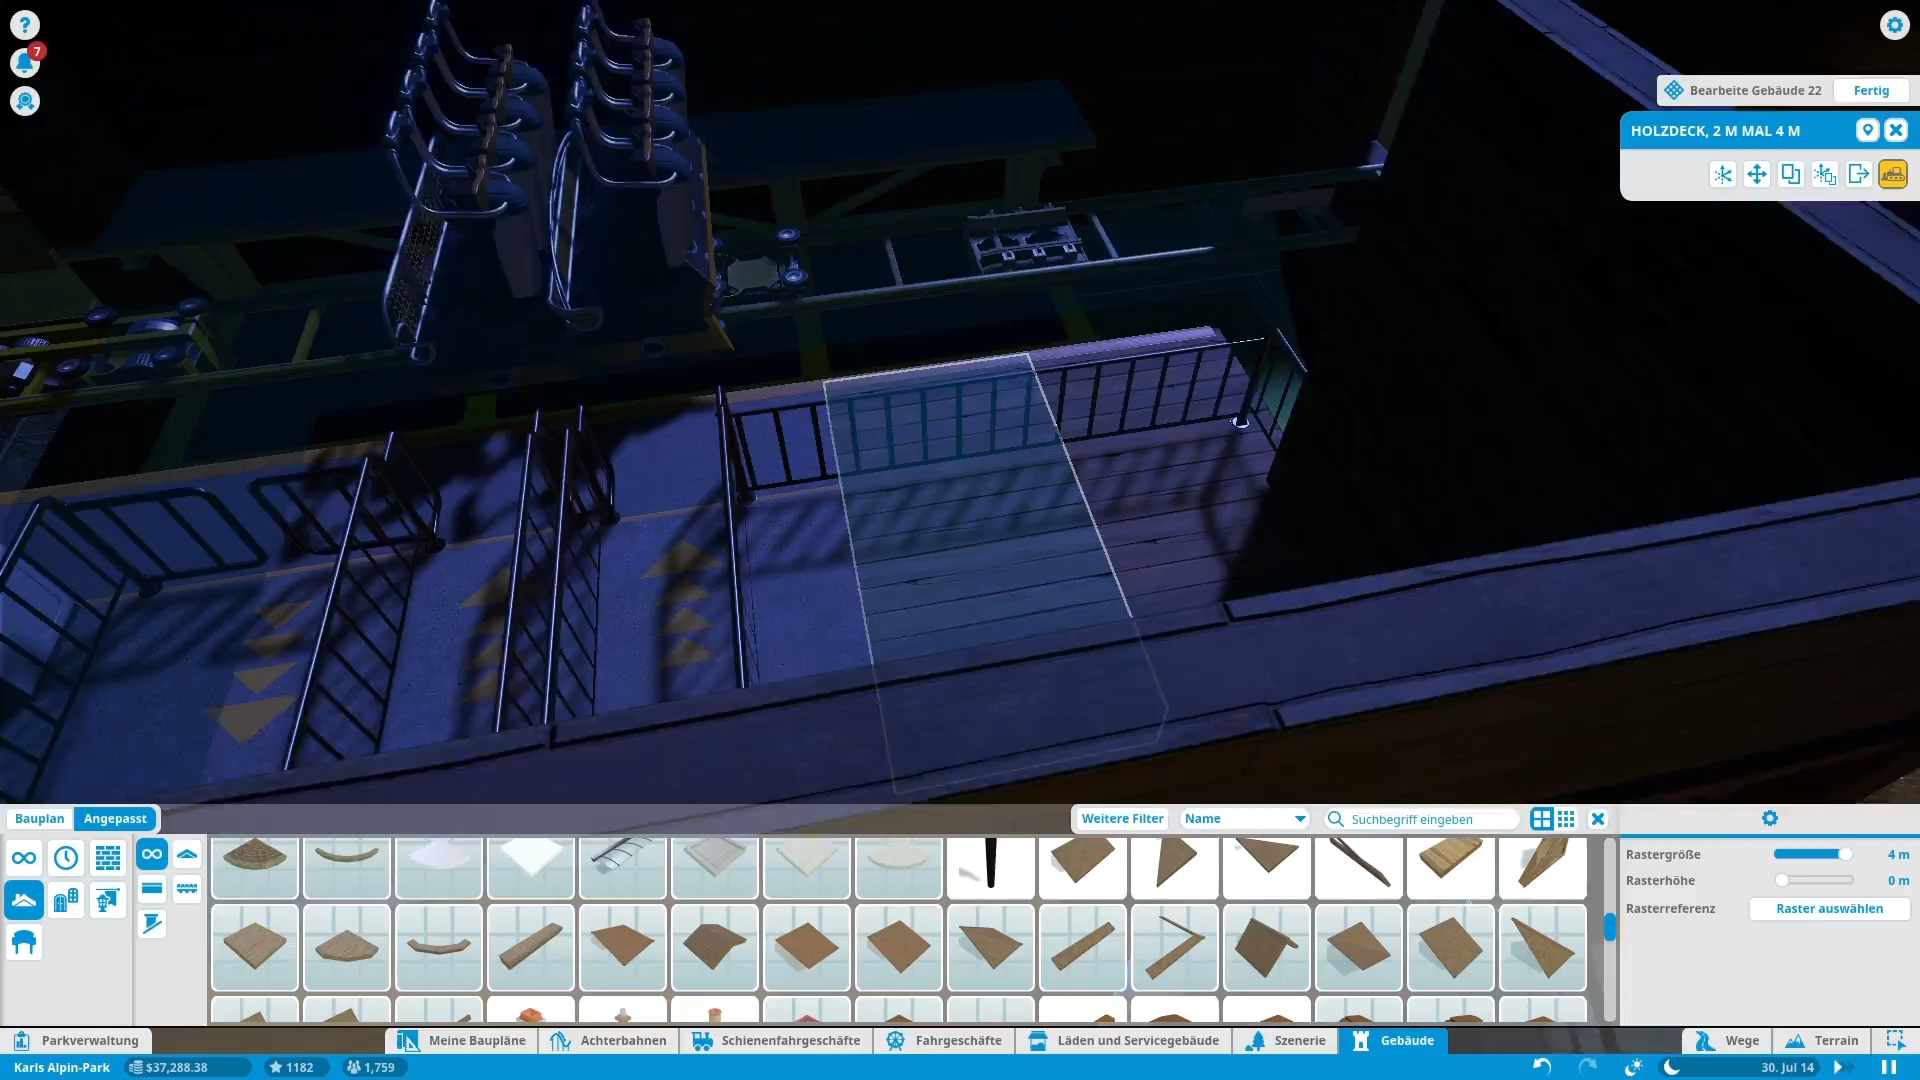 ?
7
Bearbeite Gebäude 22
Fertig
HOLZDECK, 2 M MAL 4 M
Bauplan
Angepasst
Weitere Filter
Name
Suchbegriff eingeben
Rastergröße
4 m
Rasterhöhe
0 m
Rasterreferenz
Raster auswählen
Parkverwaltung
Meine Baupläne
Achterbahnen
Schienenfahrgeschäfte
Fahrgeschäfte
Läden und Servicegebäude
Szenerie
Gebäude
Wege
Terrain
Karls Alpin-Park
$37,288.38
1182
1,759
30. Jul 14